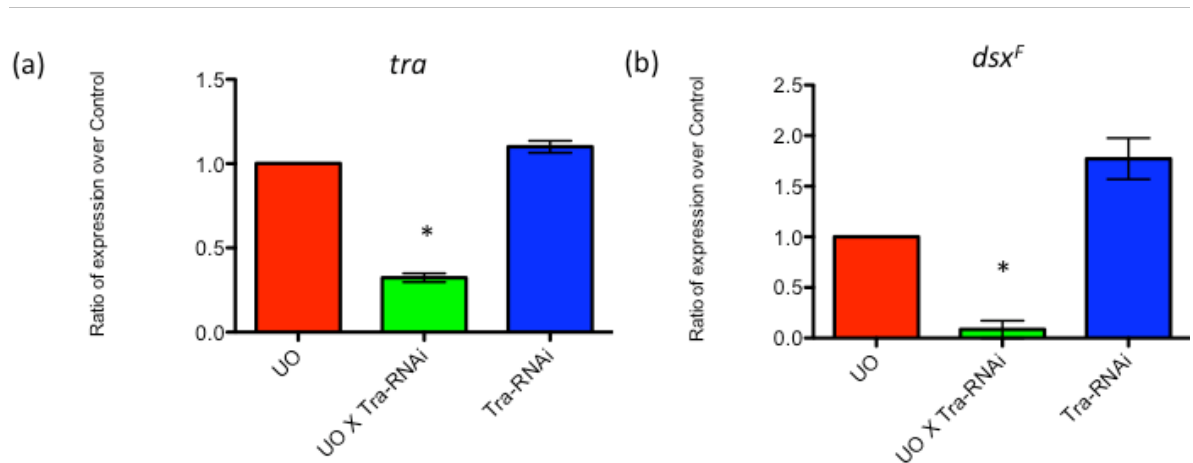 (a)
tra
Ratio of expression over Control
1.5
1.0
0.5
0.0
*
UO
UO X Tra-RNAi
Tra-RNAi
(b)
dsxF
Ratio of expression over Control
2.5
2.0
1.5
1.0
0.5
0.0
*
UO
UO X Tra-RNAi
Tra-RNAi